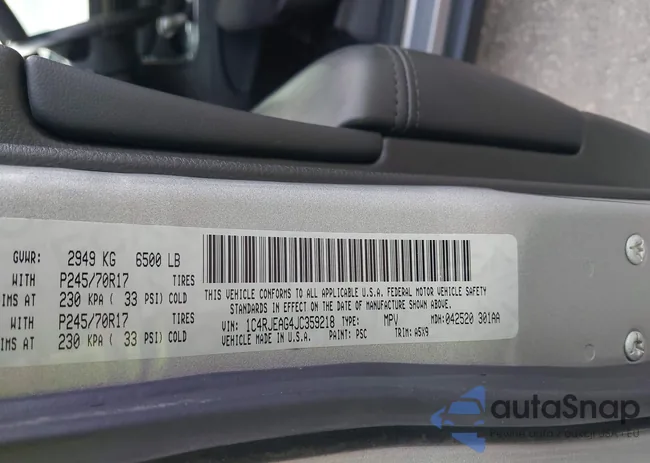 GVWR: 2949 KG 6500 LB
WITH P245/70R17 TIRES
IMS AT 230 KPA ( 33 PSI) COLD
WITH P245/70R17 TIRES
IMS AT 230 KPA ( 33 PSI) COLD
THIS VEHICLE CONFORMS TO ALL APPLICABLE U.S.A. FEDERAL MOTOR VEHICLE SAFETY
STANDARDS IN EFFECT ON THE DATE OF MANUFACTURE SHOWN ABOVE.
VIN: 1C4RJEAG4JC359218 TYPE: MPV MDH: 042520 301AA
VEHICLE MADE IN U.S.A. PAINT: PSC TRIM: A5X9
autoSnap